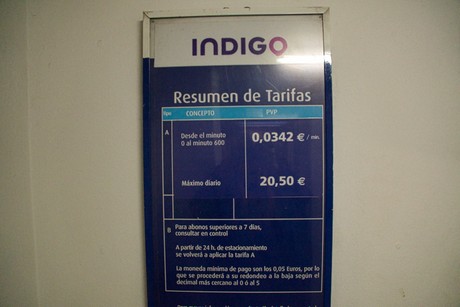 INDIGO
Resumen de Tarifas
Tipo CONCEPTO PVP
A
Desde el minuto
0 al minuto 600
0,0342 € / min.
Máximo diario 20,50 €
B
Para abonos superiores a 7 días,
consultar en control
A partir de 24 h. de estacionamiento
se volverá a aplicar la tarifa A
La moneda mínima de pago son los 0,05 Euros, por lo
que se procederá a su redondeo a la baja según el
decimal más cercano al 0 ó al 5